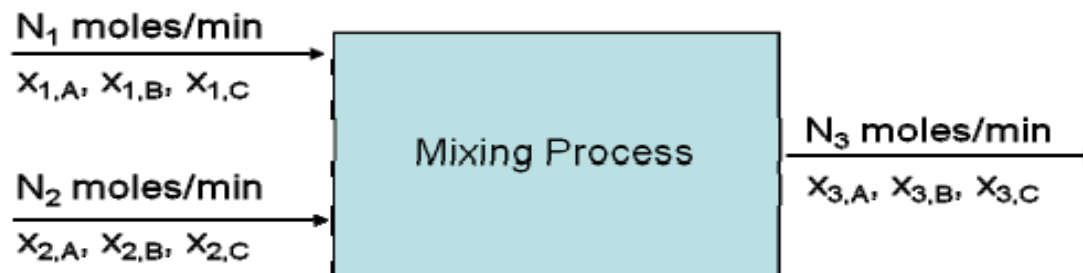 N₁ moles/min
x₁,A, x₁,B, x₁,C
Mixing Process
N₂ moles/min
x₂,A, x₂,B, x₂,C
N₃ moles/min
x₃,A, x₃,B, x₃,C